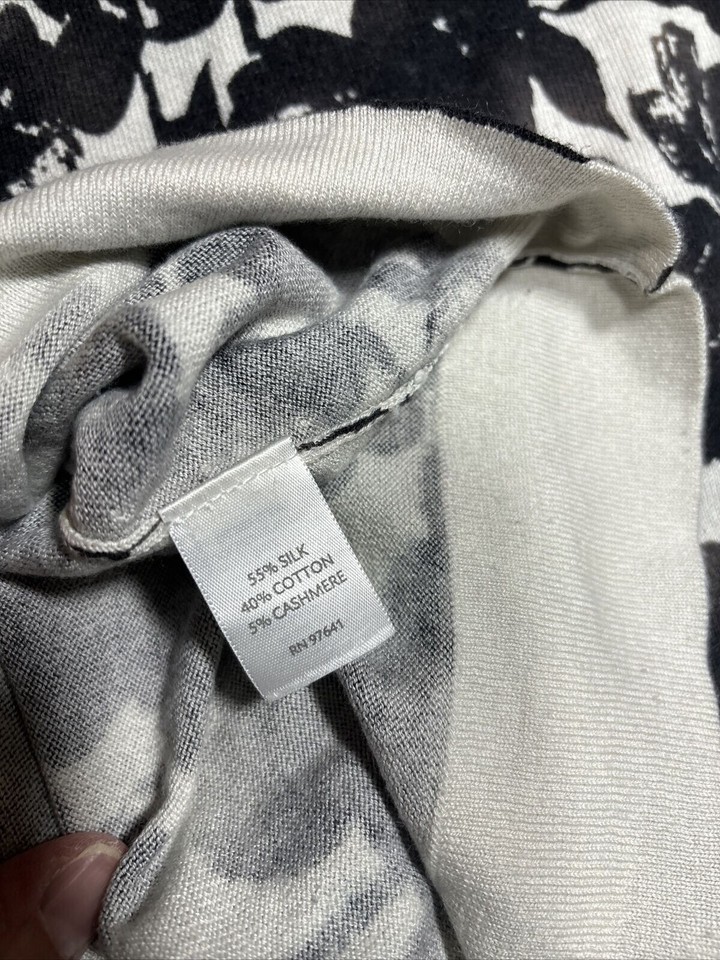 55% SILK
40% COTTON
5% CASHMERE
RN 97641